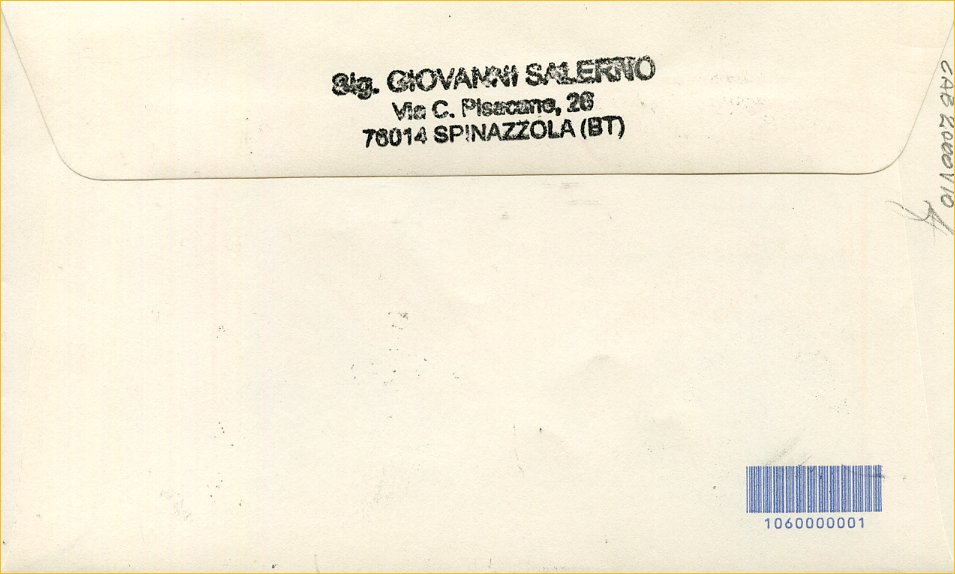 Sig. GIOVANNI SALERNO
Via C. Pisacane, 26
76014 SPINAZZOLA (BT)
1060000001